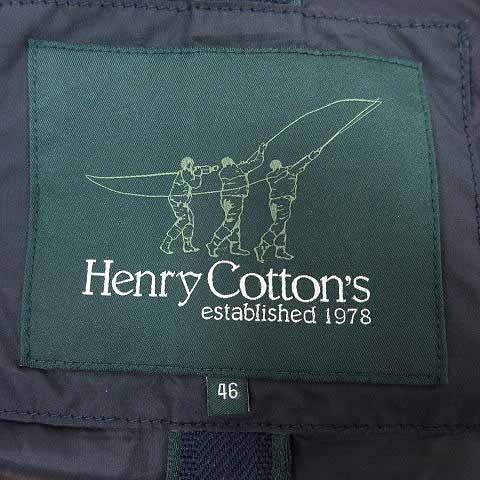 Henry Cotton's
established 1978
46